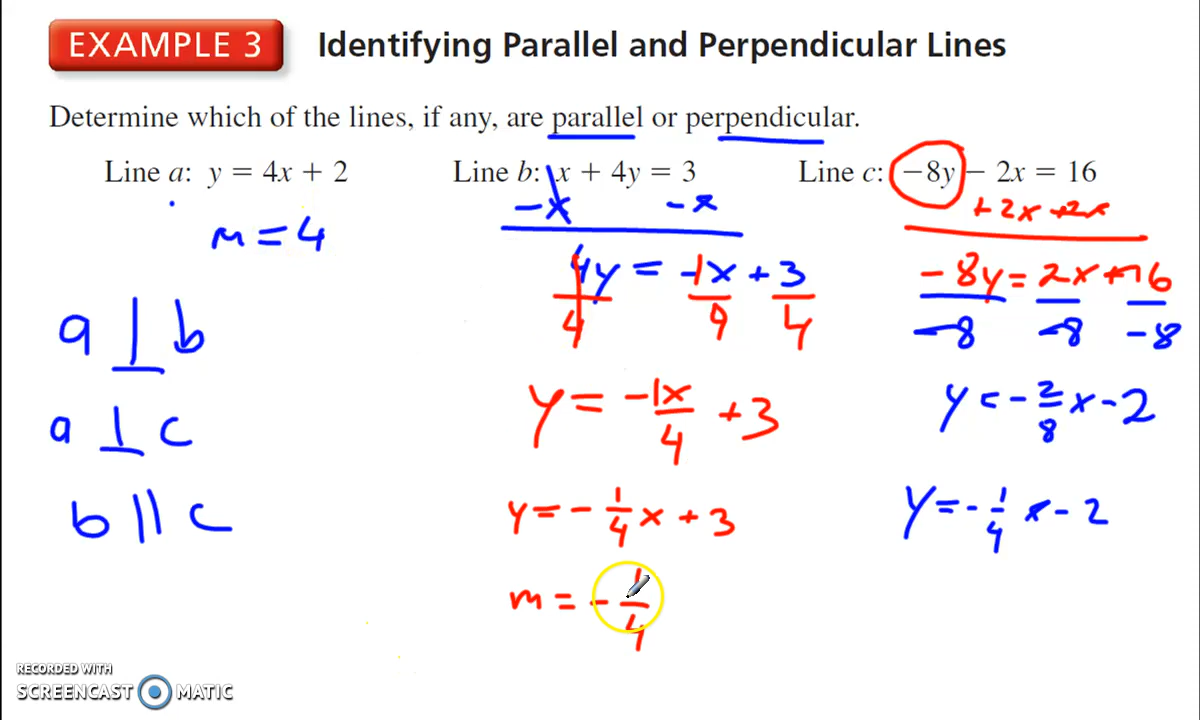 EXAMPLE 3 Identifying Parallel and Perpendicular Lines
Determine which of the lines, if any, are parallel or perpendicular.
Line a: y = 4x + 2
m = 4
a ⊥ b
a ⊥ c
b || c
Line b: x + 4y = 3
-x -x
4y = -1x + 3
4 9 4
y = -1x/4 + 3
y = -1/4 x + 3
m = -1/4
Line c: -8y - 2x = 16
+2x +2x
-8y = 2x + 16
-8 -8 -8
y = -2/8 x - 2
y = -1/4 x - 2
RECORDED WITH
SCREENCAST MATIC